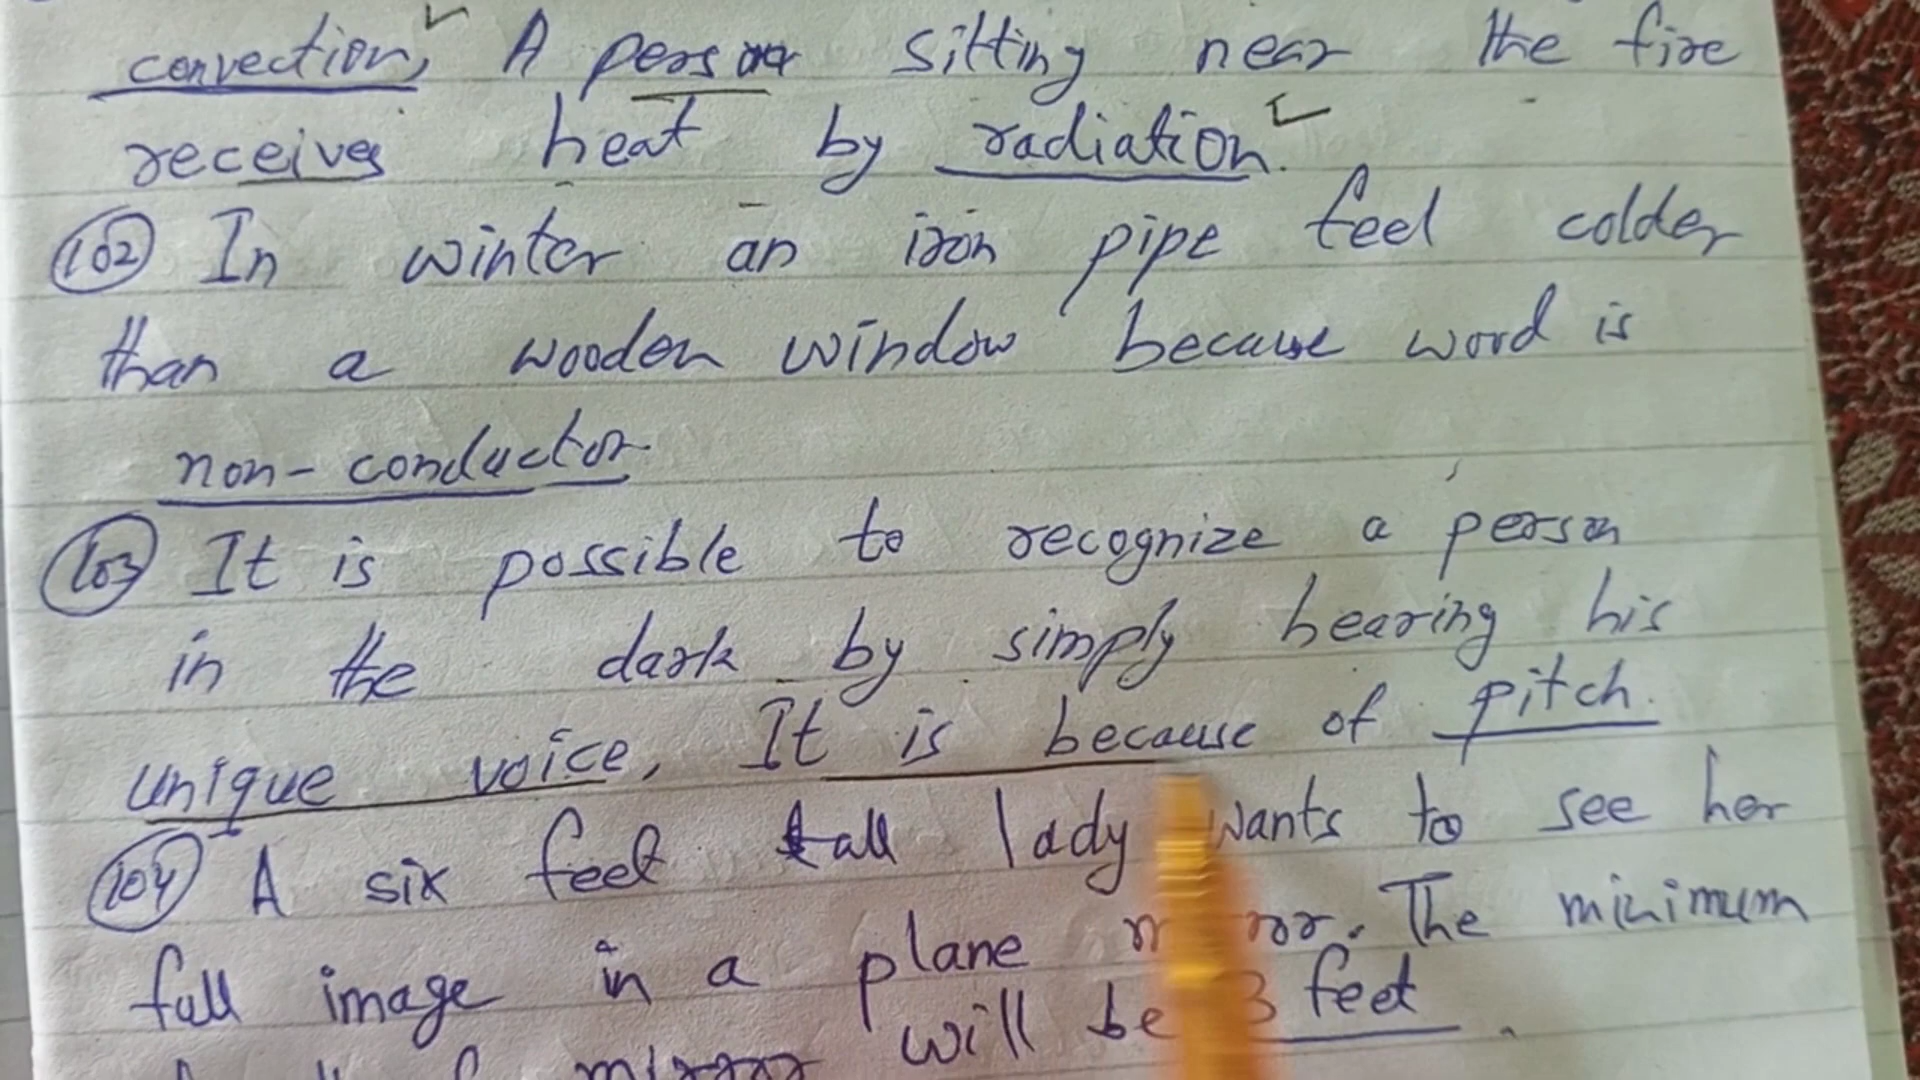 convection, A person sitting near the fire
receives heat by radiation.
102 In winter an iron pipe feel colder
than a wooden window because word is
non-conductor
103 It is possible to recognize a person
in the dark by simply hearing his
unique voice, It is because of pitch.
104 A six feet tall lady wants to see her
full image in a plane mirror. The minimum
mirror will be 3 feet.